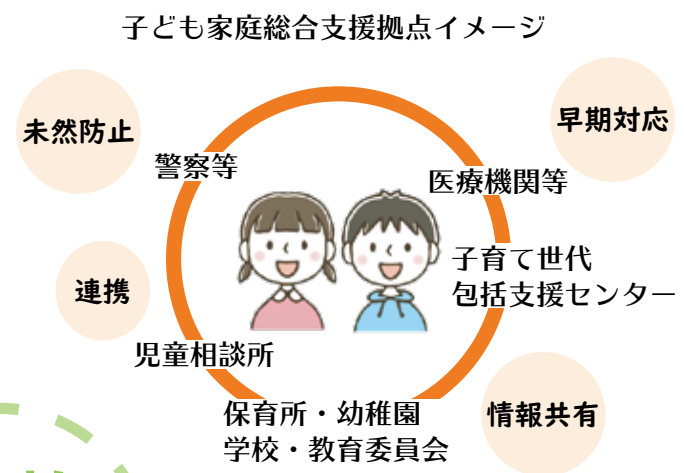 子ども家庭総合支援拠点イメージ
未然防止
早期対応
警察等
医療機関等
子育て世代
包括支援センター
連携
児童相談所
保育所・幼稚園
学校・教育委員会
情報共有